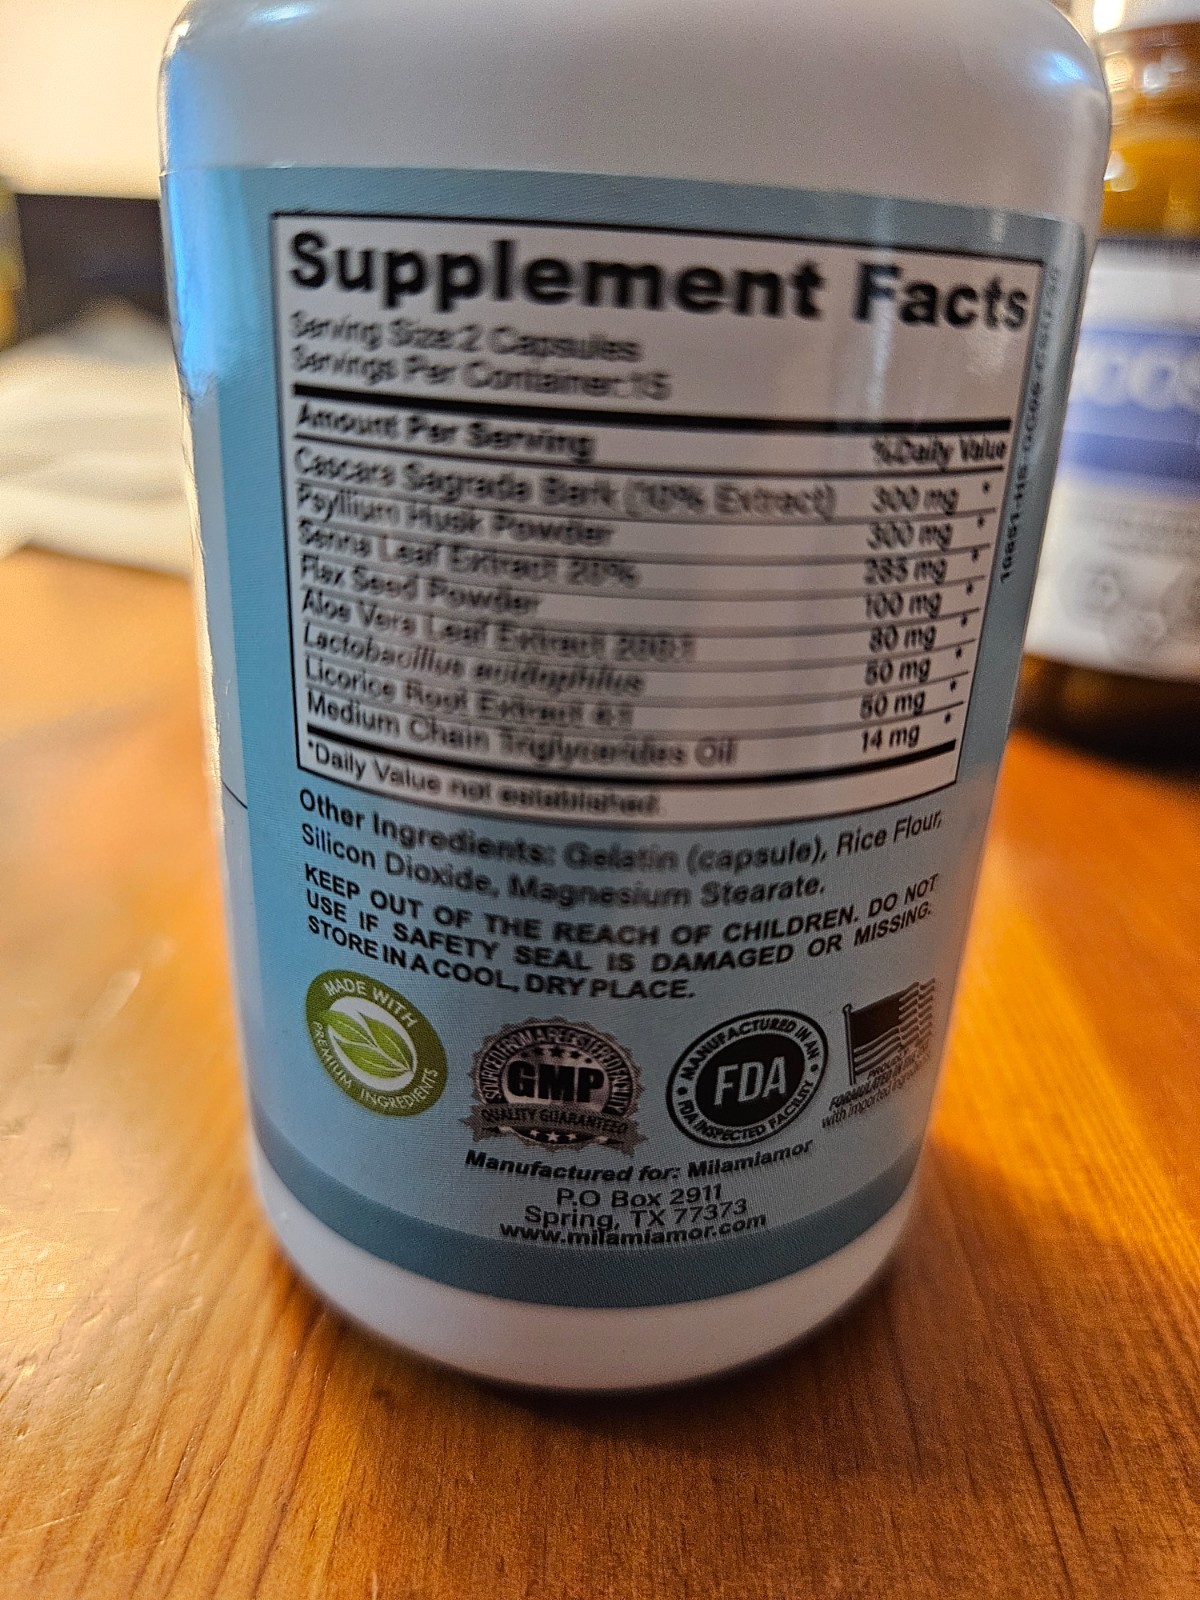 Supplement Facts
Serving Size:2 Capsules
Servings Per Container:15
Amount Per Serving %Daily Value
Cascara Sagrada Bark (10% Extract) 300 mg *
Psyllium Husk Powder 300 mg *
Senna Leaf Extract 20% 285 mg *
Flax Seed Powder 100 mg *
Aloe Vera Leaf Extract 200:1 80 mg *
Lactobacillus acidophilus 50 mg *
Licorice Root Extract 4:1 50 mg *
Medium Chain Triglycerides Oil 14 mg *
*Daily Value not established.
Other Ingredients: Gelatin (capsule), Rice Flour,
Silicon Dioxide, Magnesium Stearate.
KEEP OUT OF THE REACH OF CHILDREN. DO NOT
USE IF SAFETY SEAL IS DAMAGED OR MISSING.
STORE IN A COOL, DRY PLACE.
MADE WITH
PREMIUM INGREDIENTS
GMP
QUALITY GUARANTEED
MANUFACTURED IN AN
FDA
FDA INSPECTED FACILITY
with imported
Manufactured for: Milamiamor
P.O Box 2911
Spring, TX 77373
www.milamiamor.com